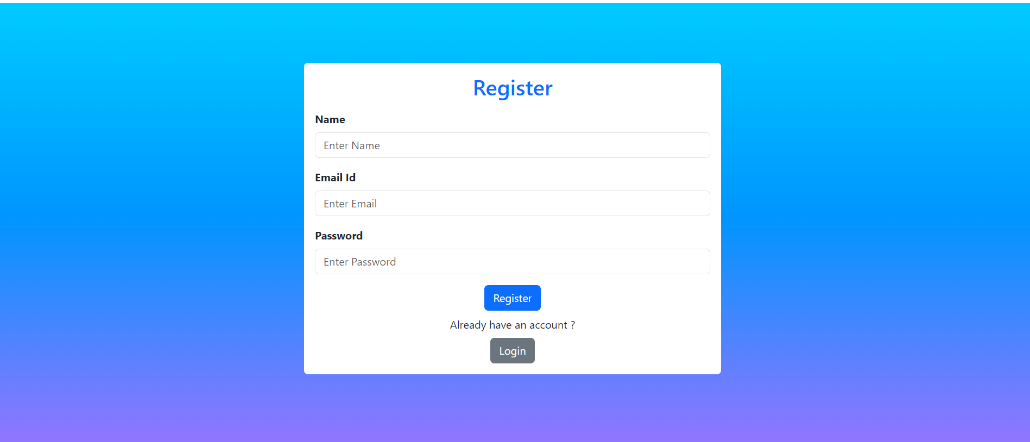 Register
Name
Enter Name
Email Id
Enter Email
Password
Enter Password
Register
Already have an account ?
Login